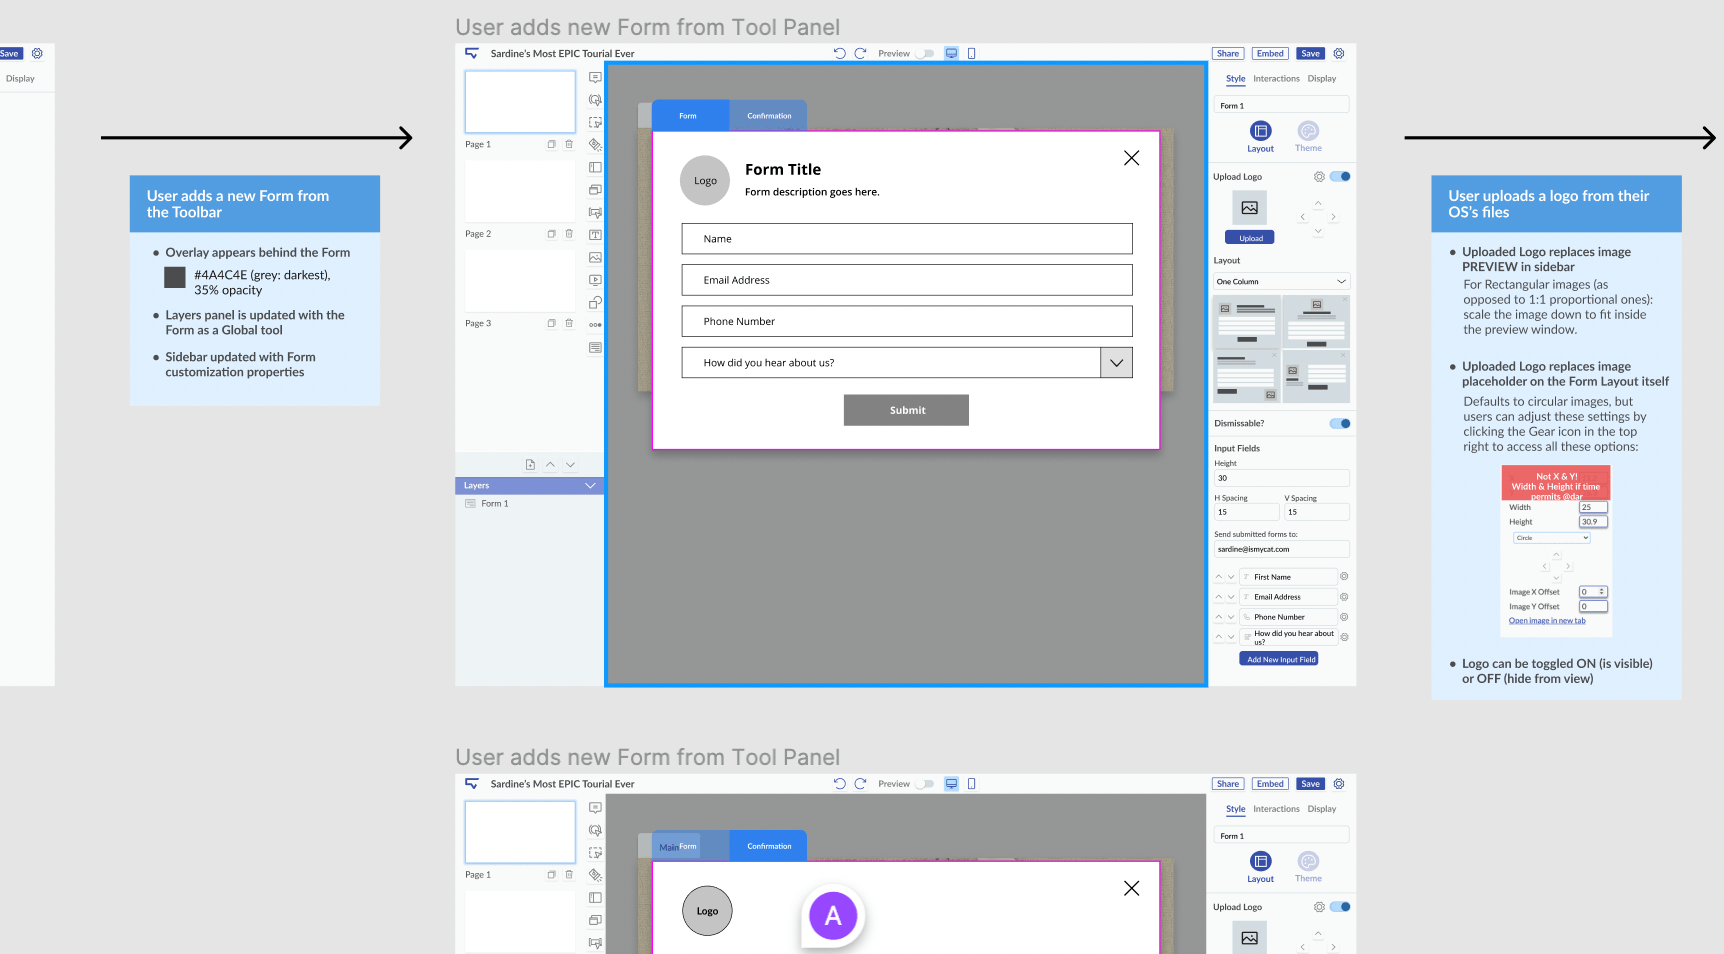 Save
Display
User adds a new Form from
the Toolbar
Overlay appears behind the Form
#4A4C4E (grey: darkest),
35% opacity
Layers panel is updated with the
Form as a Global tool
Sidebar updated with Form
customization properties
User adds new Form from Tool Panel
Sardine's Most EPIC Tourial Ever
Preview
Share
Embed
Save
Page 1
Page 2
Page 3
Layers
Form 1
Form
Confirmation
Logo
Form Title
Form description goes here.
Name
Email Address
Phone Number
How did you hear about us?
Submit
Style
Interactions
Display
Form 1
Layout
Theme
Upload Logo
Upload
Layout
One Column
Dismissable?
Input Fields
Height
30
H Spacing
V Spacing
15
15
Send submitted forms to:
sardine@ismycat.com
First Name
Email Address
Phone Number
How did you hear about
us?
Add New Input Field
User uploads a logo from their
OS's files
Uploaded Logo replaces image
PREVIEW in sidebar
For Rectangular images (as
opposed to 1:1 proportional ones):
scale the image down to fit inside
the preview window.
Uploaded Logo replaces image
placeholder on the Form Layout itself
Defaults to circular images, but
users can adjust these settings by
clicking the Gear icon in the top
right to access all these options:
Not X & Y!
Width & Height if time
permits @dar
Width
25
Height
30.9
Circle
Image X Offset
0
Image Y Offset
0
Open image in new tab
Logo can be toggled ON (is visible)
or OFF (hide from view)
User adds new Form from Tool Panel
Sardine's Most EPIC Tourial Ever
Preview
Share
Embed
Save
Page 1
Main
Form
Confirmation
Logo
A
Style
Interactions
Display
Form 1
Layout
Theme
Upload Logo